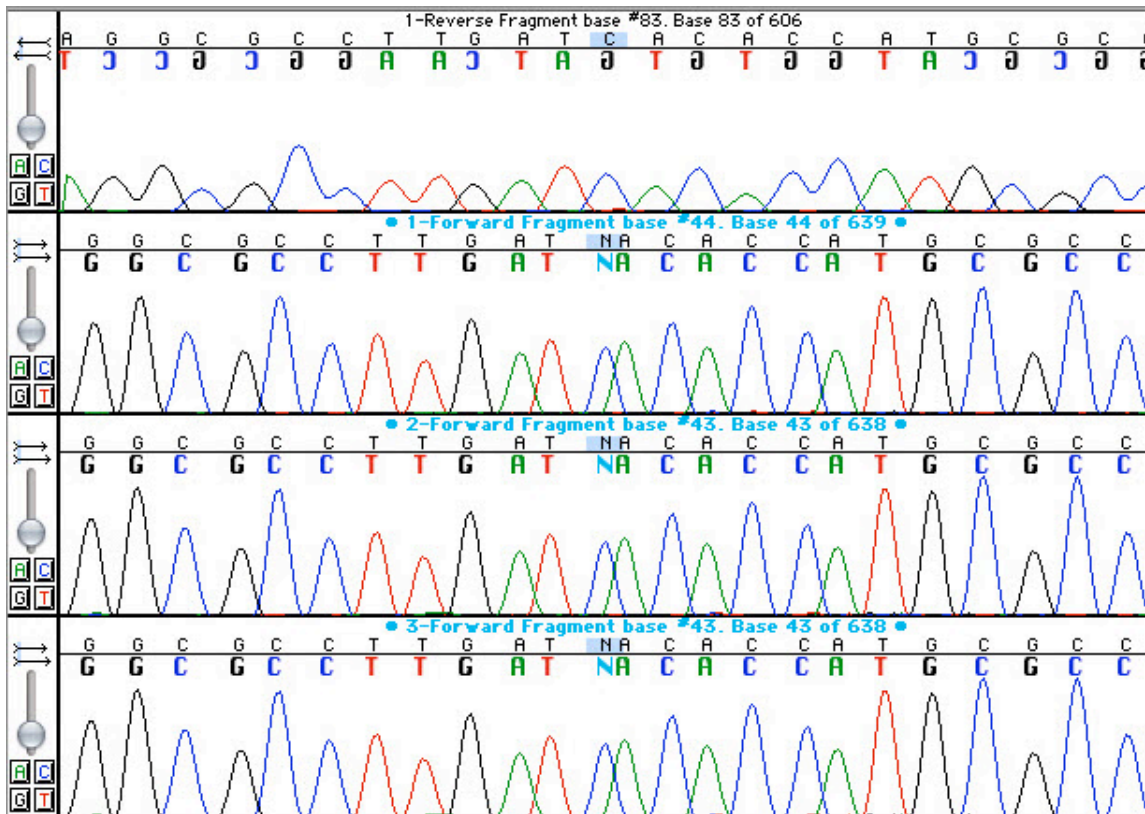 1-Reverse Fragment base #83. Base 83 of 606
A G G C G C C T T G A T C A C A C C A T G C G C
T C C G C G G A A C T A G T G T G G T A C G C G
A C
G T
• 1-Forward Fragment base #44. Base 44 of 639 •
G G C G C C T T G A T N A C A C C A T G C G C C
G G C G C C T T G A T N A C A C C A T G C G C C
A C
G T
• 2-Forward Fragment base #43. Base 43 of 638 •
G G C G C C T T G A T N A C A C C A T G C G C C
G G C G C C T T G A T N A C A C C A T G C G C C
A C
G T
• 3-Forward Fragment base #43. Base 43 of 638 •
G G C G C C T T G A T N A C A C C A T G C G C C
G G C G C C T T G A T N A C A C C A T G C G C C
A C
G T